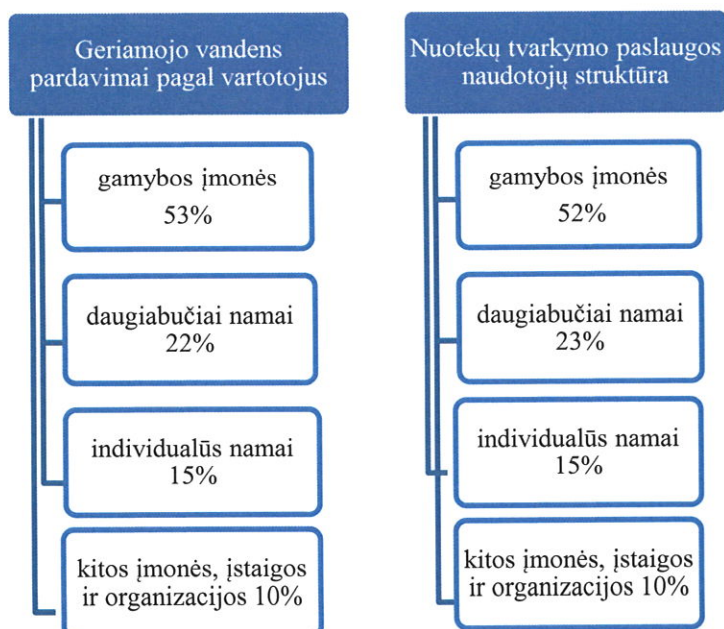 Geriamojo vandens
pardavimai pagal vartotojus
gamybos įmonės
53%
daugiabučiai namai
22%
individualūs namai
15%
kitos įmonės, įstaigos
ir organizacijos 10%
Nuotekų tvarkymo paslaugos
naudotojų struktūra
gamybos įmonės
52%
daugiabučiai namai
23%
individualūs namai
15%
kitos įmonės, įstaigos
ir organizacijos 10%